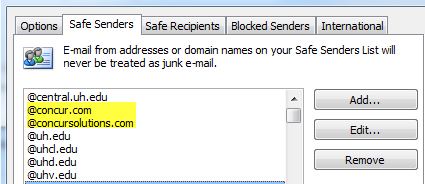 Options Safe Senders Safe Recipients Blocked Senders International
E-mail from addresses or domain names on your Safe Senders List will
never be treated as junk e-mail.
@central.uh.edu
@concur.com
@concursolutions.com
@uh.edu
@uhcl.edu
@uhd.edu
@uhv.edu
Add...
Edit...
Remove